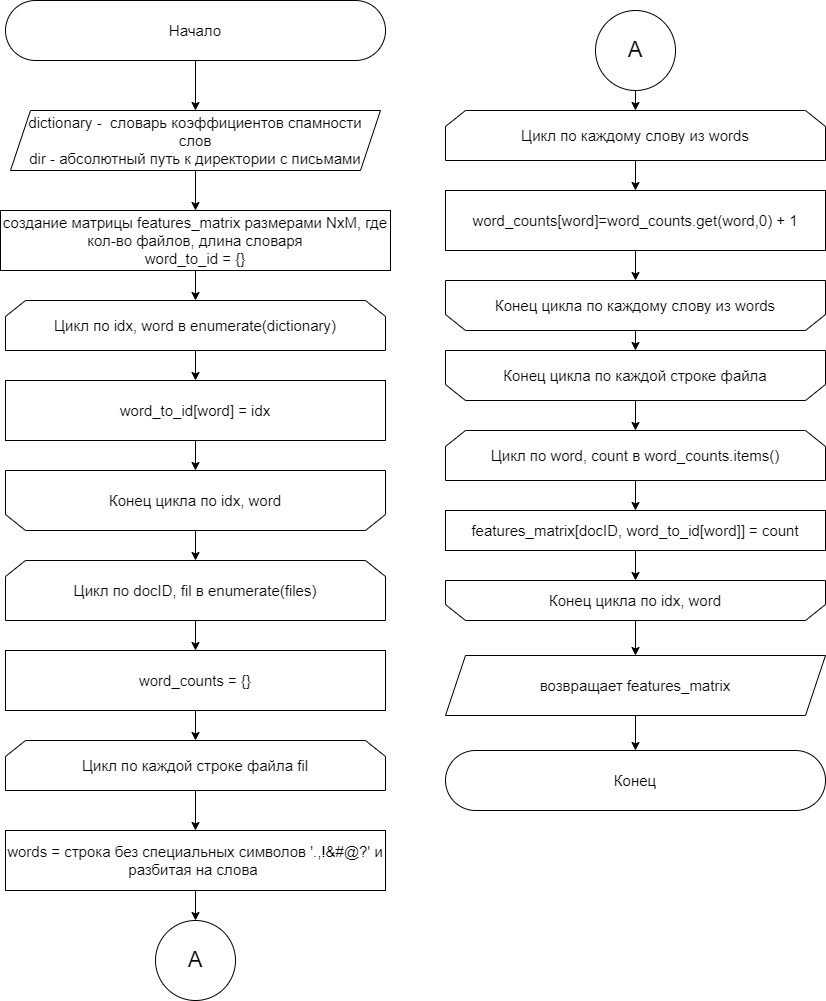 Начало
dictionary - словарь коэффициентов спамности
слов
dir - абсолютный путь к директории с письмами
создание матрицы features_matrix размерами NxM, где
кол-во файлов, длина словаря
word_to_id = {}
Цикл по idx, word в enumerate(dictionary)
word_to_id[word] = idx
Конец цикла по idx, word
Цикл по docID, fil в enumerate(files)
word_counts = {}
Цикл по каждой строке файла fil
words = строка без специальных символов '.,!&#@?' и
разбитая на слова
A
A
Цикл по каждому слову из words
word_counts[word]=word_counts.get(word,0) + 1
Конец цикла по каждому слову из words
Конец цикла по каждой строке файла
Цикл по word, count в word_counts.items()
features_matrix[docID, word_to_id[word]] = count
Конец цикла по idx, word
возвращает features_matrix
Конец